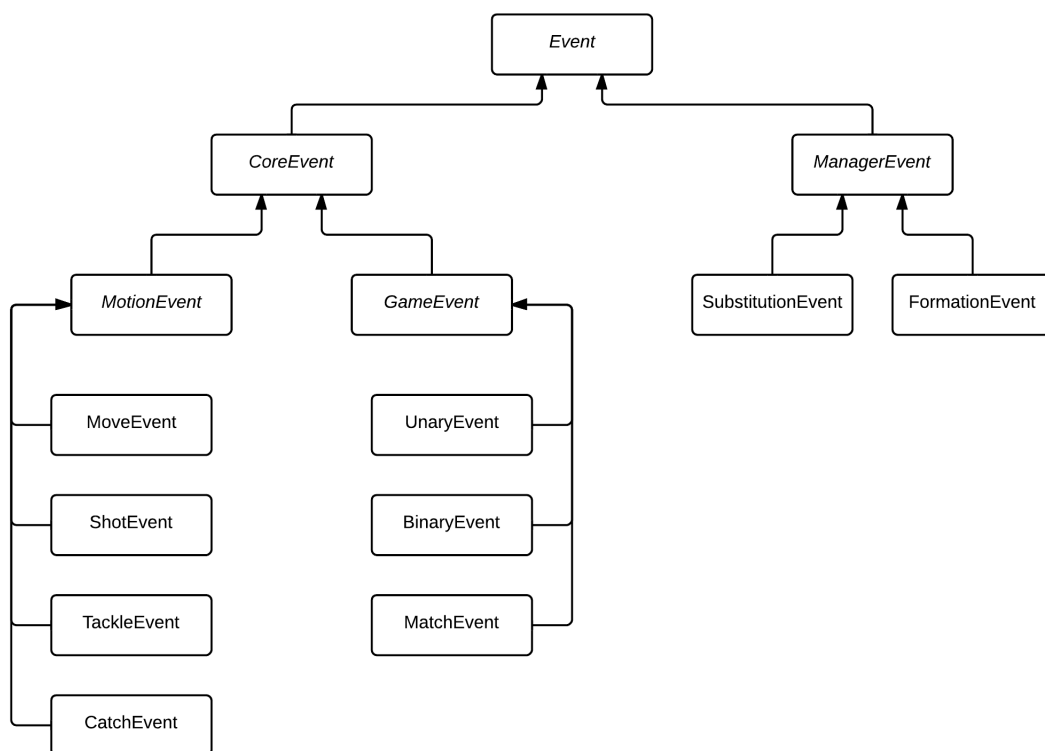 Event
CoreEvent
ManagerEvent
MotionEvent
GameEvent
SubstitutionEvent
FormationEvent
MoveEvent
UnaryEvent
ShotEvent
BinaryEvent
TackleEvent
MatchEvent
CatchEvent